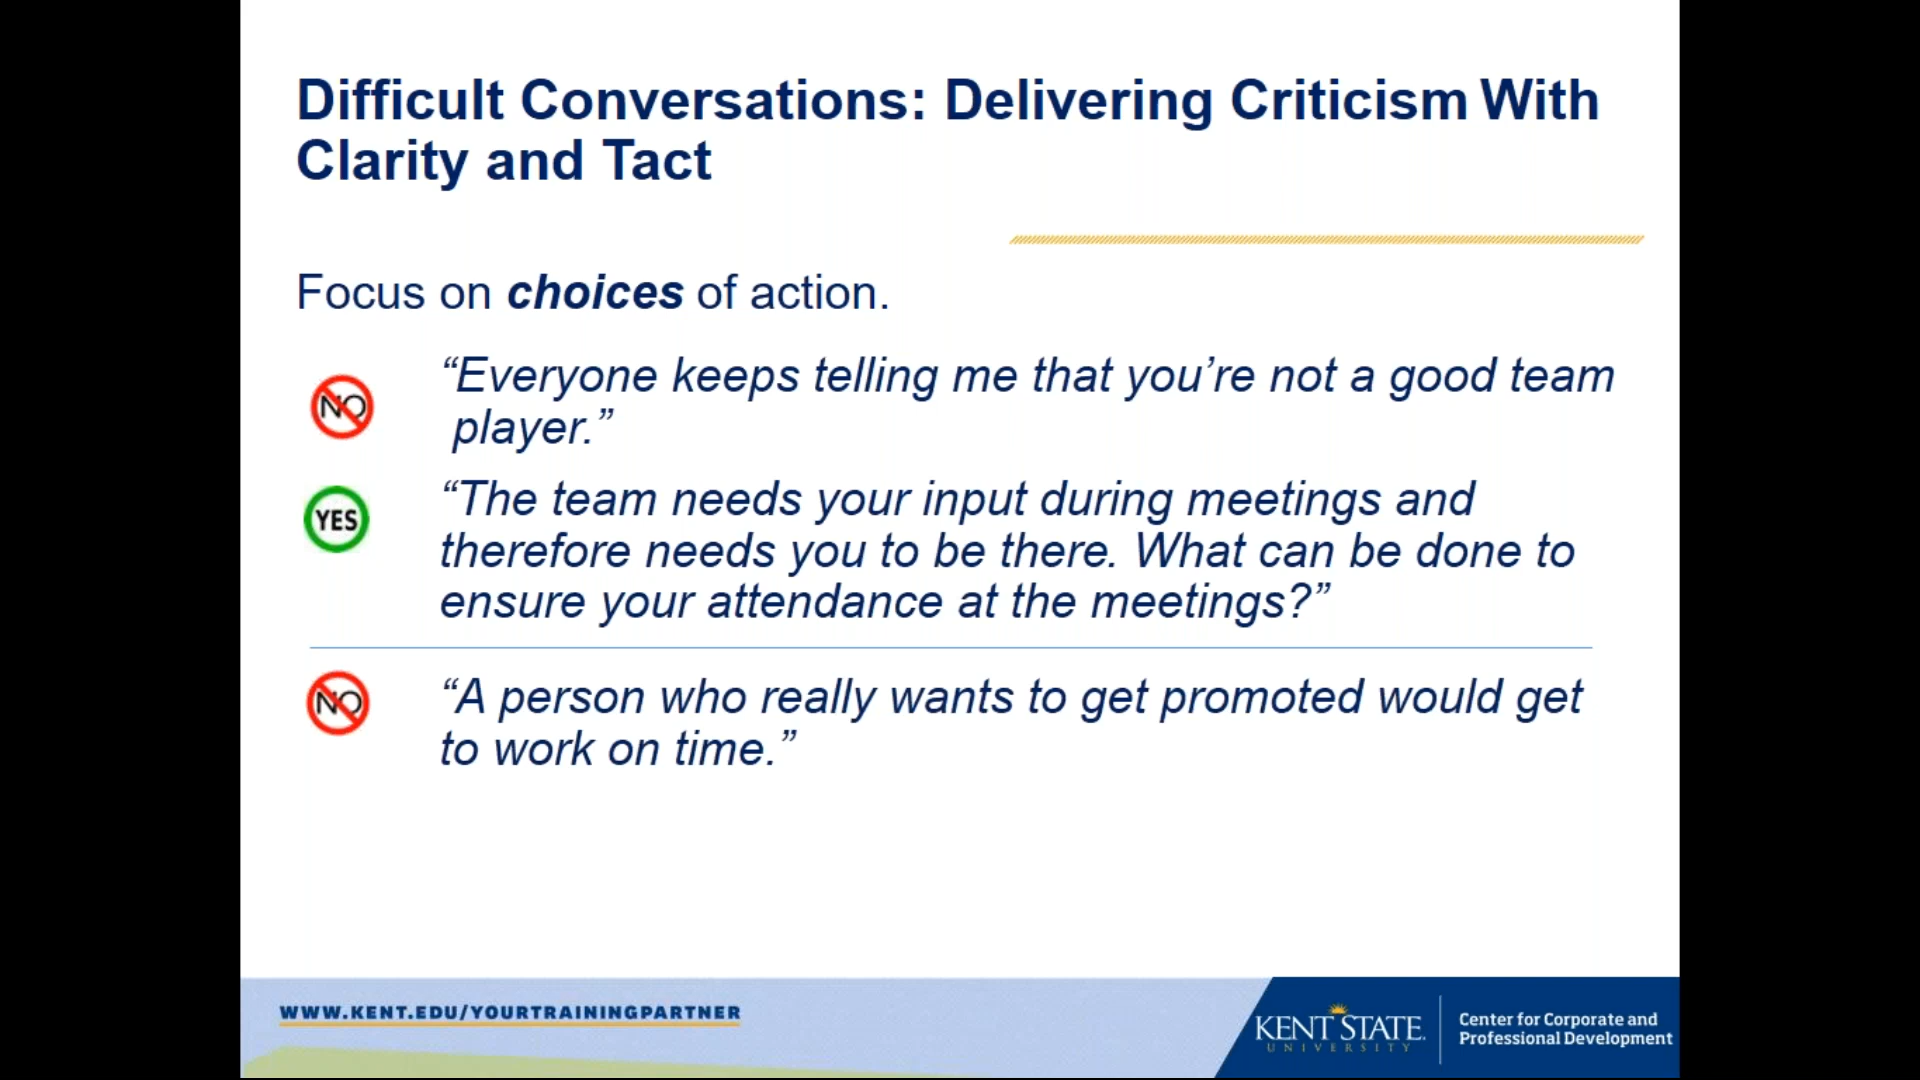 Difficult Conversations: Delivering Criticism With
Clarity and Tact
Focus on choices of action.
NO
“Everyone keeps telling me that you’re not a good team
player.”
YES
“The team needs your input during meetings and
therefore needs you to be there. What can be done to
ensure your attendance at the meetings?”
NO
“A person who really wants to get promoted would get
to work on time.”
WWW.KENT.EDU/YOURTRAININGPARTNER
KENT STATE
UNIVERSITY
Center for Corporate and
Professional Development